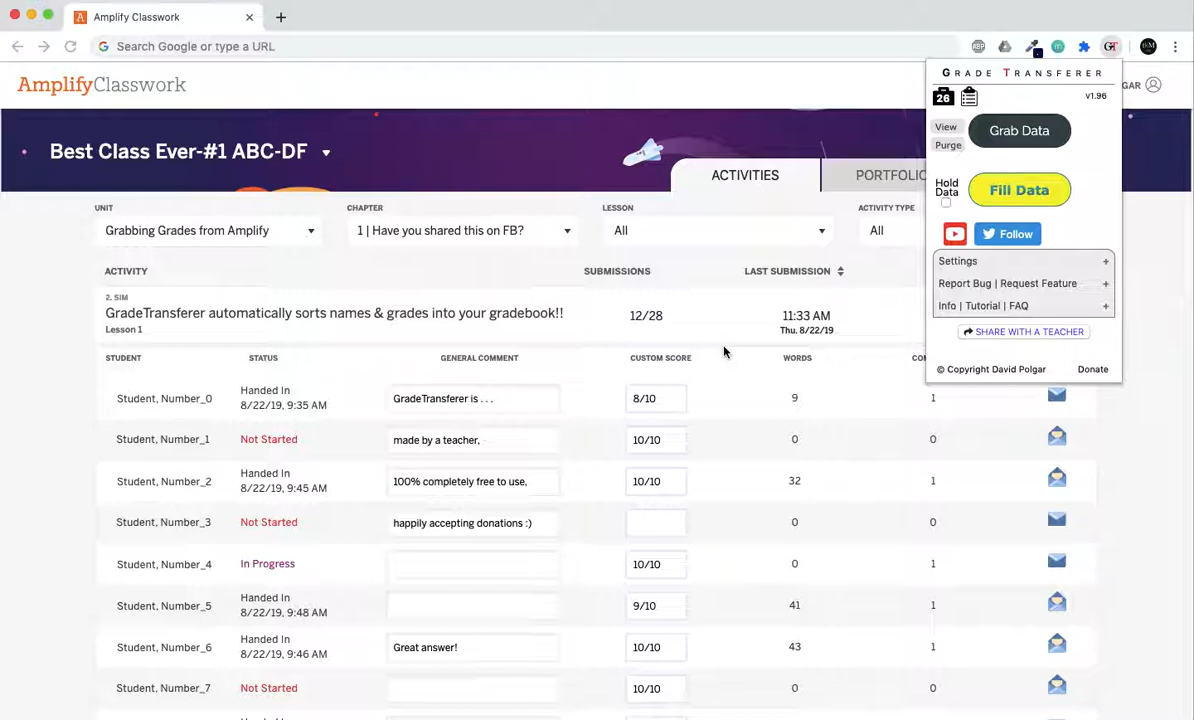 Amplify Classwork
Search Google or type a URL
ABP
GT
GRADE TRANSFERER
26
v1.96
View
Purge
Grab Data
Hold
Data
Fill Data
Follow
Settings +
Report Bug | Request Feature +
Info | Tutorial | FAQ +
SHARE WITH A TEACHER
© Copyright David Polgar Donate
AmplifyClasswork
GAR
Best Class Ever-#1 ABC-DF
ACTIVITIES
UNIT CHAPTER LESSON ACTIVITY TYPE
Grabbing Grades from Amplify 1 | Have you shared this on FB? All All
ACTIVITY SUBMISSIONS LAST SUBMISSION
2. SIM
GradeTransferer automatically sorts names & grades into your gradebook!! 12/28 11:33 AM
Lesson 1 Thu. 8/22/19
STUDENT STATUS GENERAL COMMENT CUSTOM SCORE WORDS
Student, Number_0 Handed In 8/22/19, 9:35 AM GradeTransferer is . . . 8/10 9 1
Student, Number_1 Not Started made by a teacher, 10/10 0 0
Student, Number_2 Handed In 8/22/19, 9:45 AM 100% completely free to use, 10/10 32 1
Student, Number_3 Not Started happily accepting donations :) 0 0
Student, Number_4 In Progress 10/10 0 1
Student, Number_5 Handed In 8/22/19, 9:48 AM 9/10 41 1
Student, Number_6 Handed In 8/22/19, 9:46 AM Great answer! 10/10 43 1
Student, Number_7 Not Started 10/10 0 0